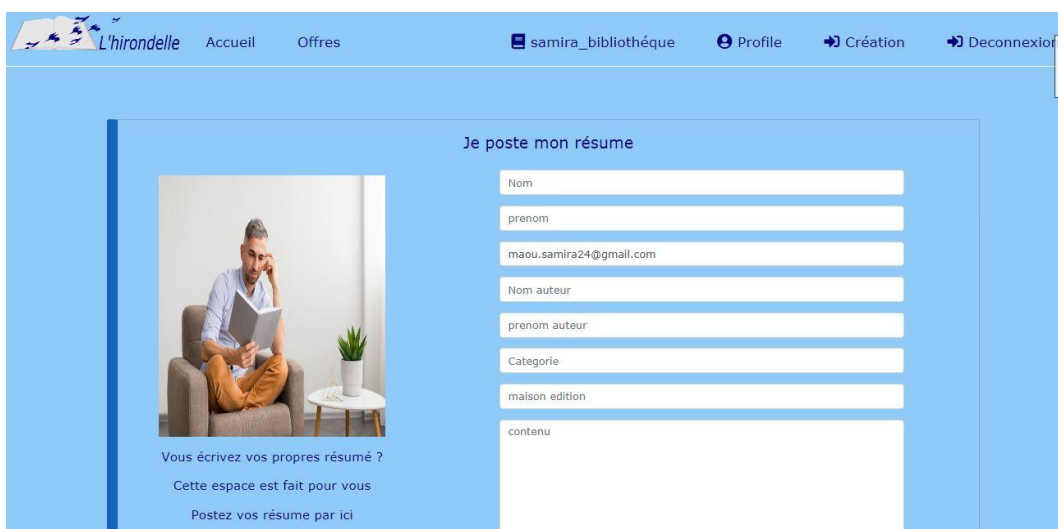 L'hirondelle Accueil Offres samira_bibliothéque Profile Création Deconnexion
Je poste mon résume
Nom
prenom
maou.samira24@gmail.com
Nom auteur
prenom auteur
Categorie
maison edition
contenu
Vous écrivez vos propres résumé ?
Cette espace est fait pour vous
Postez vos résume par ici